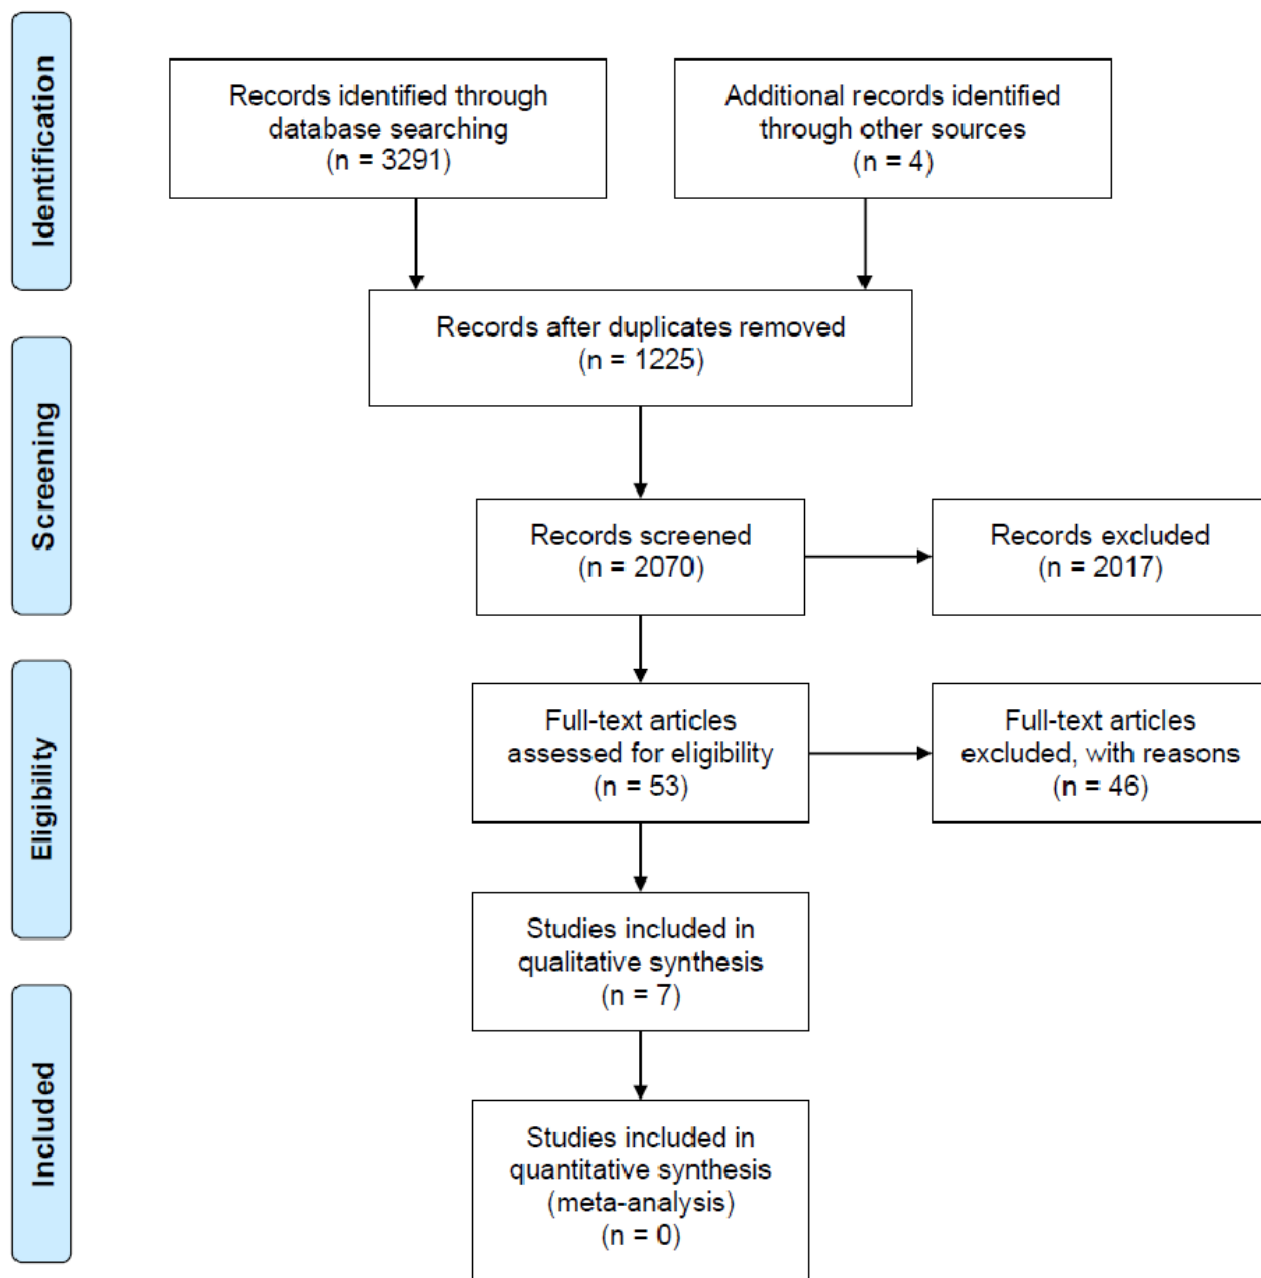 Identification
Records identified through
database searching
(n = 3291)
Additional records identified
through other sources
(n = 4)
Records after duplicates removed
(n = 1225)
Screening
Records screened
(n = 2070)
Records excluded
(n = 2017)
Eligibility
Full-text articles
assessed for eligibility
(n = 53)
Full-text articles
excluded, with reasons
(n = 46)
Studies included in
qualitative synthesis
(n = 7)
Included
Studies included in
quantitative synthesis
(meta-analysis)
(n = 0)